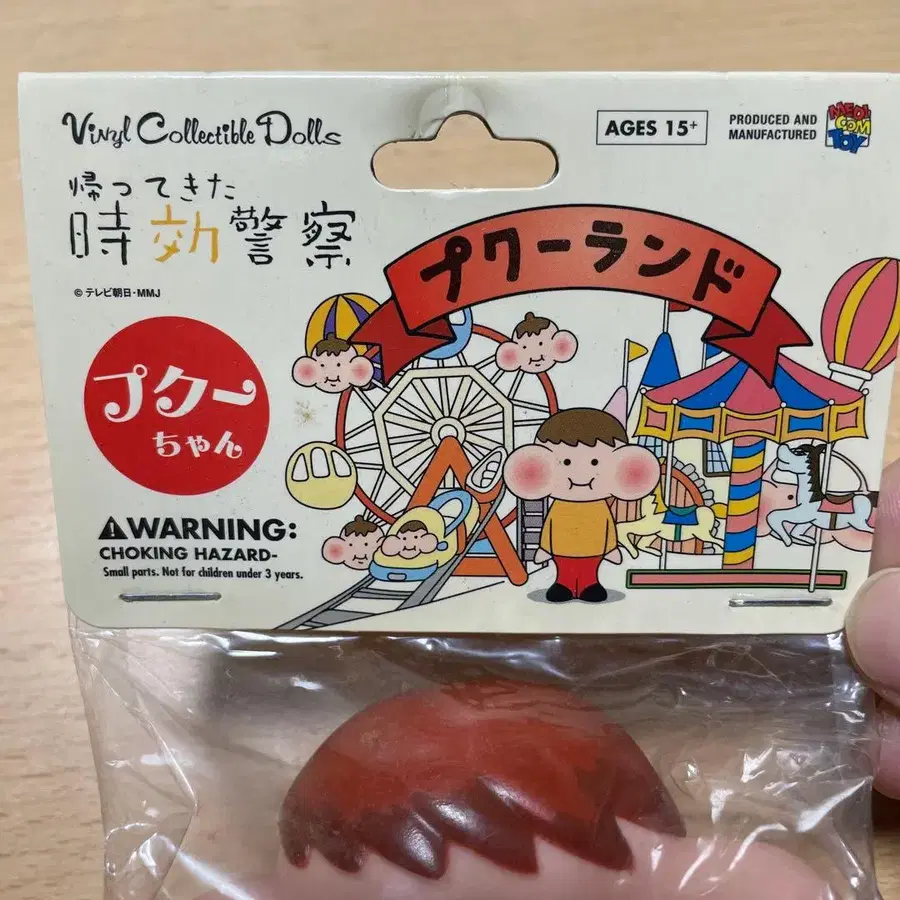 Vinyl Collectible Dolls
帰ってきた
時効警察
©テレビ朝日・MMJ
AGES 15+
PRODUCED AND
MANUFACTURED
MEDI
COM
TOY
プクーランド
プクー
ちゃん
⚠WARNING:
CHOKING HAZARD-
Small parts. Not for children under 3 years.